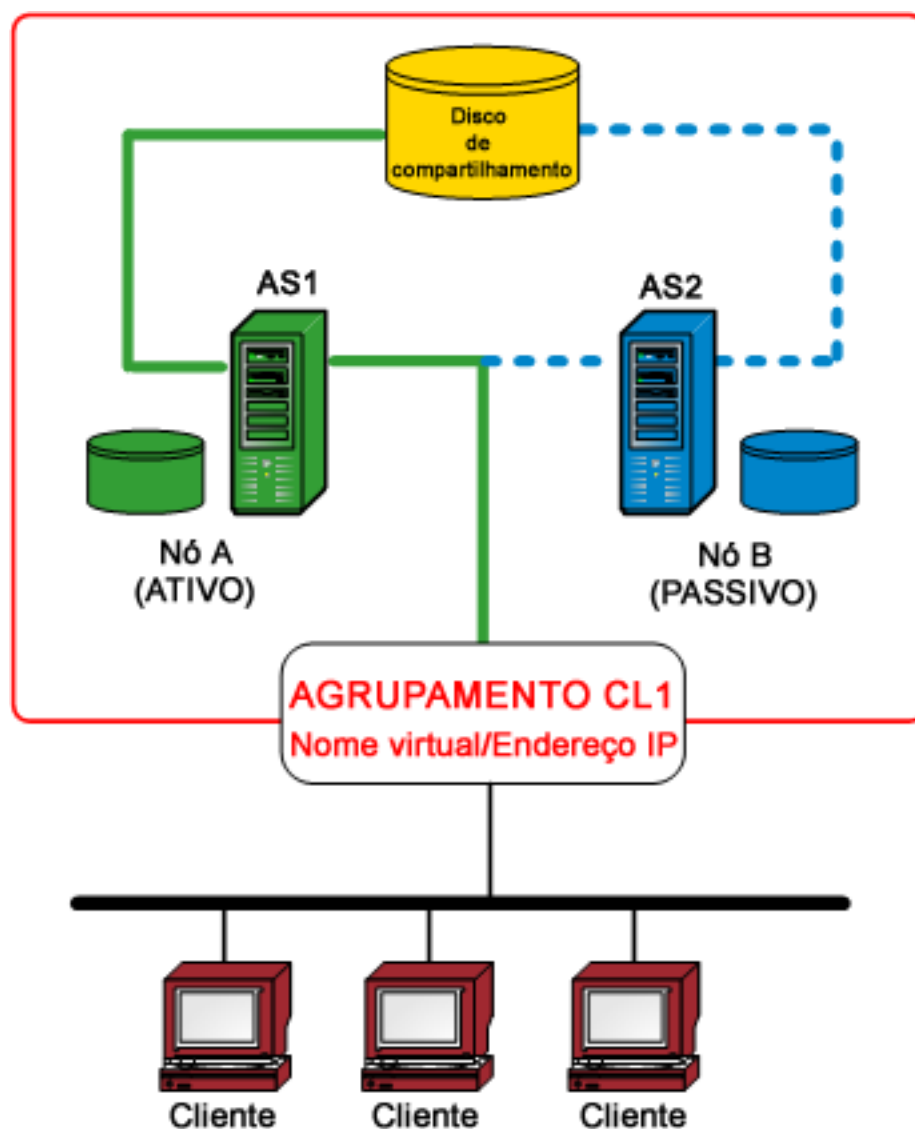 Disco
de
compartilhamento
AS1
AS2
Nó A
(ATIVO)
Nó B
(PASSIVO)
AGRUPAMENTO CL1
Nome virtual/Endereço IP
Cliente
Cliente
Cliente